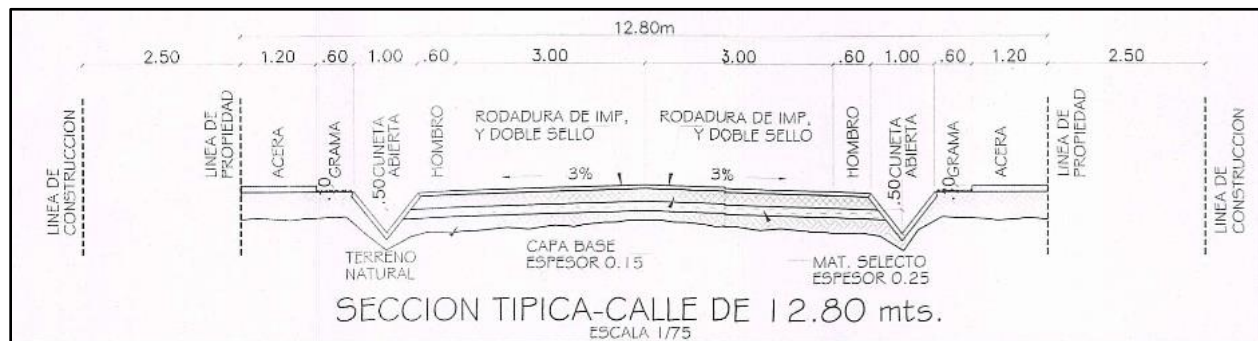 12.80m
2.50 1.20 .60 1.00 .60 3.00 3.00 .60 1.00 .60 1.20 2.50
LINEA DE
CONSTRUCCION
LINEA DE
PROPIEDAD
ACERA
GRAMA
.50 CUNETA
ABIERTA
HOMBRO
RODADURA DE IMP,
Y DOBLE SELLO
RODADURA DE IMP,
Y DOBLE SELLO
HOMBRO
.50 CUNETA
ABIERTA
GRAMA
ACERA
LINEA DE
PROPIEDAD
LINEA DE
CONSTRUCCION
3% 3%
TERRENO
NATURAL
CAPA BASE
ESPESOR 0.15
MAT. SELECTO
ESPESOR 0.25
SECCION TIPICA-CALLE DE 12.80 mts.
ESCALA 1/75